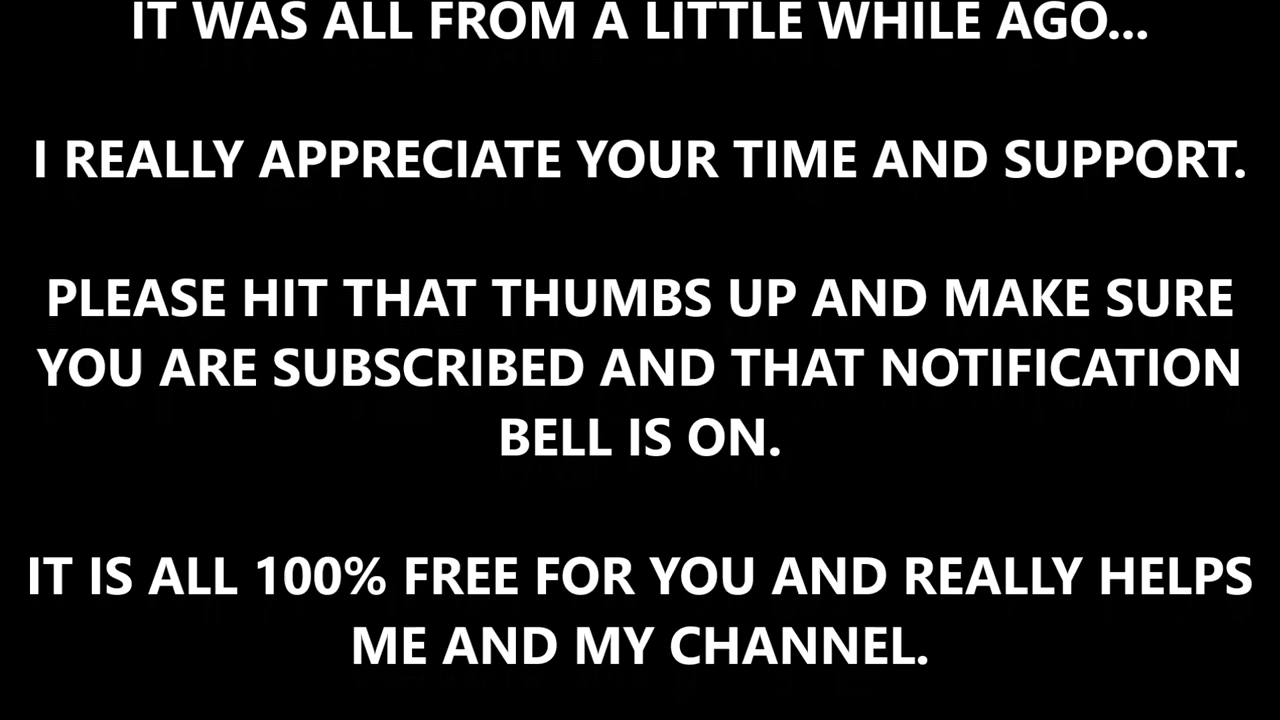 IT WAS ALL FROM A LITTLE WHILE AGO...
I REALLY APPRECIATE YOUR TIME AND SUPPORT.
PLEASE HIT THAT THUMBS UP AND MAKE SURE
YOU ARE SUBSCRIBED AND THAT NOTIFICATION
BELL IS ON.
IT IS ALL 100% FREE FOR YOU AND REALLY HELPS
ME AND MY CHANNEL.